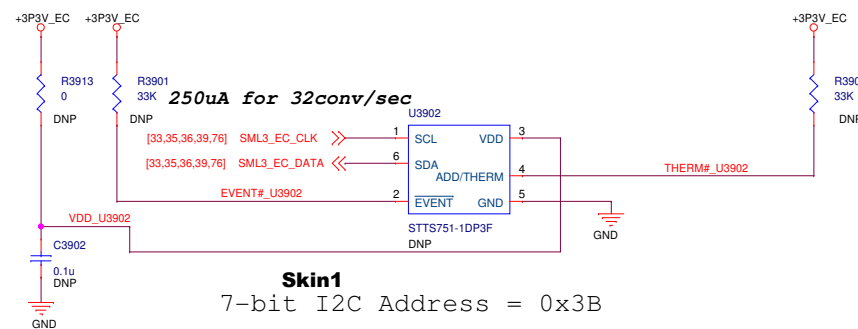 +3P3V_EC +3P3V_EC +3P3V_EC
R3913
0
DNP
R3901
33K
DNP
250uA for 32conv/sec
33K
U3902
[33,35,36,39,76] SML3_EC_CLK
1 SCL
VDD 3
[33,35,36,39,76] SML3_EC_DATA
6 SDA
ADD/THERM 4
THERM#_U3902
EVENT#_U3902
2 EVENT
GND 5
STTS751-1DP3F
DNP
GND
VDD_U3902
C3902
0.1u
DNP
GND
Skin1
7-bit I2C Address = 0x3B